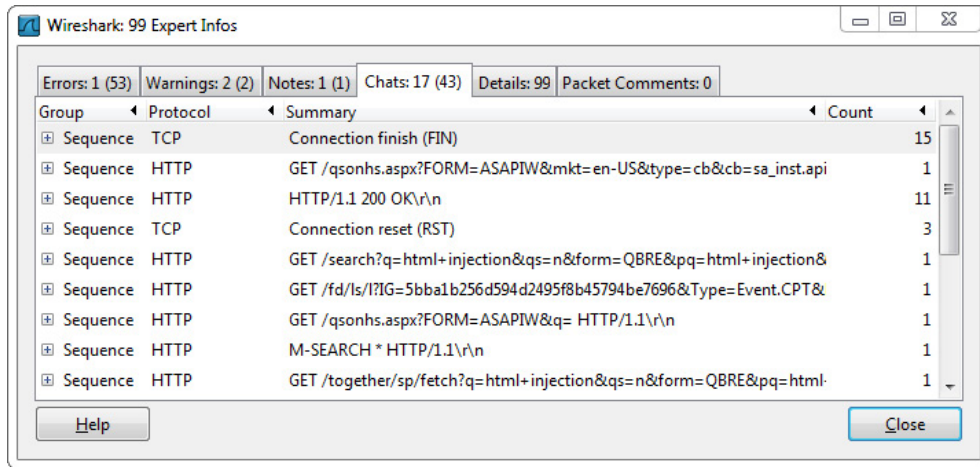 Wireshark: 99 Expert Infos
Errors: 1 (53) Warnings: 2 (2) Notes: 1 (1) Chats: 17 (43) Details: 99 Packet Comments: 0
Group Protocol Summary Count
Sequence TCP Connection finish (FIN) 15
Sequence HTTP GET /qsonhs.aspx?FORM=ASAPIW&mkt=en-US&type=cb&cb=sa_inst.api 1
Sequence HTTP HTTP/1.1 200 OK\r\n 11
Sequence TCP Connection reset (RST) 3
Sequence HTTP GET /search?q=html+injection&qs=n&form=QBRE&pq=html+injection& 1
Sequence HTTP GET /fd/ls/l?IG=5bba1b256d594d2495f8b45794be7696&Type=Event.CPT& 1
Sequence HTTP GET /qsonhs.aspx?FORM=ASAPIW&q= HTTP/1.1\r\n 1
Sequence HTTP M-SEARCH * HTTP/1.1\r\n 1
Sequence HTTP GET /together/sp/fetch?q=html+injection&qs=n&form=QBRE&pq=html- 1
Help Close